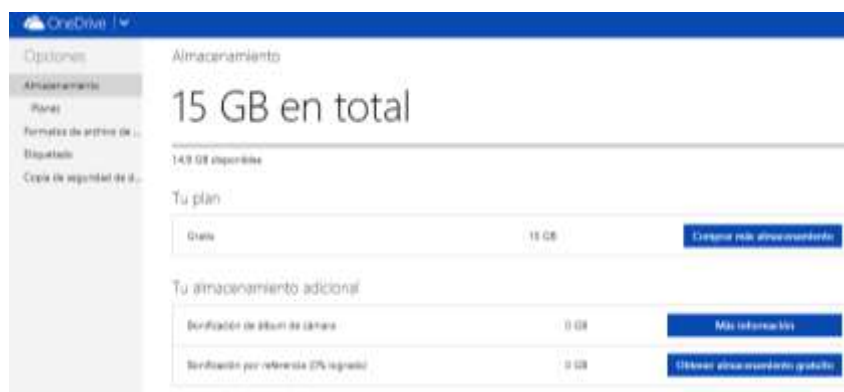 OneDrive
Opciones
Almacenamiento
Almacenamiento
Planes
15 GB en total
Formatos de archivo de ...
Etiquetado
14,9 GB disponibles
Copia de seguridad de d...
Tu plan
Gratis 15 GB Comprar más almacenamiento
Tu almacenamiento adicional
Bonificación de álbum de cámara 0 GB Más información
Bonificación por referencia (0% logrado) 0 GB Obtener almacenamiento gratuito